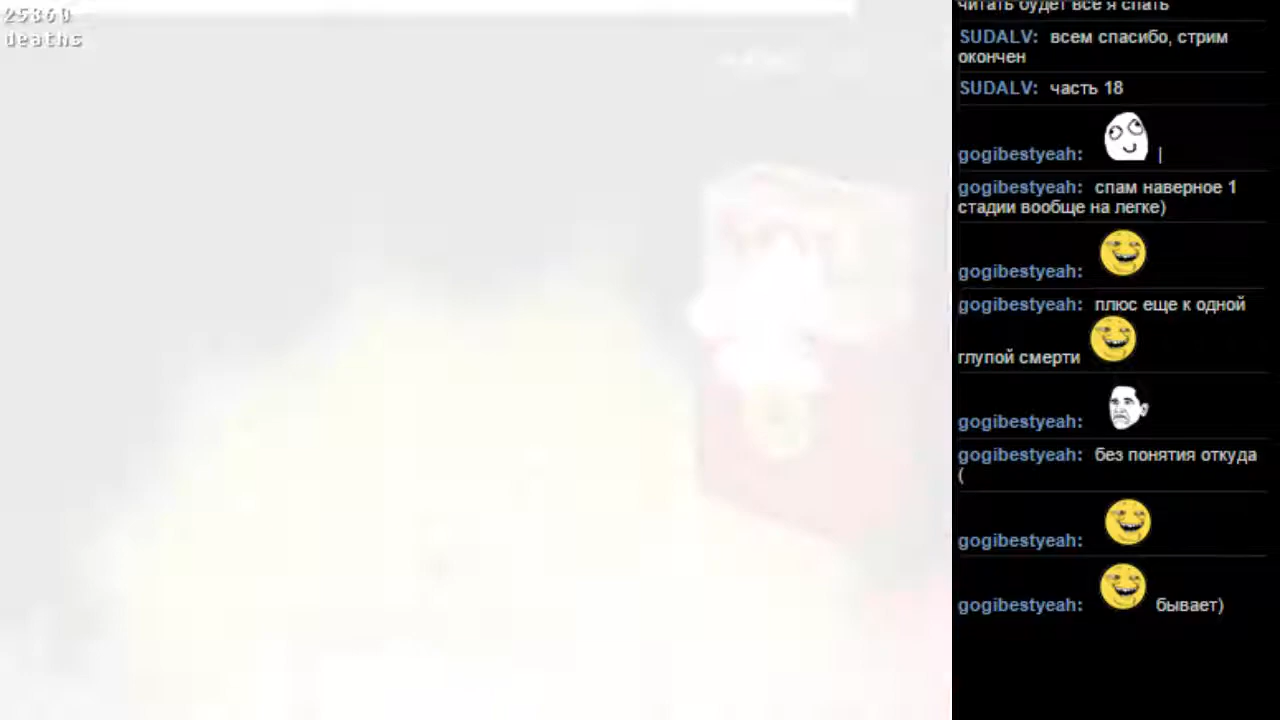 25860
deaths
читать будет все я спать
SUDALV: всем спасибо, стрим
окончен
SUDALV: часть 18
gogibestyeah: |
gogibestyeah: спам наверное 1
стадии вообще на легке)
gogibestyeah:
gogibestyeah: плюс еще к одной
глупой смерти
gogibestyeah:
gogibestyeah: без понятия откуда
(
gogibestyeah:
gogibestyeah: бывает)